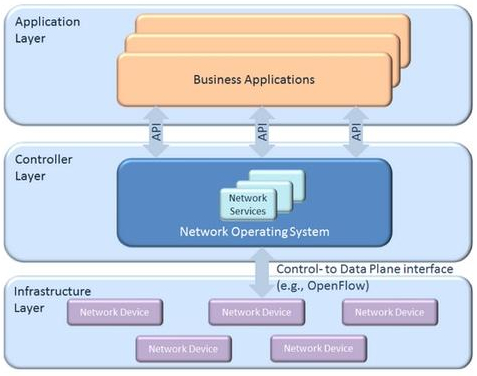 Application
Layer
Business Applications
API
API
API
Controller
Layer
Network
Services
Network Operating System
Control- to Data Plane interface
(e.g., OpenFlow)
Infrastructure
Layer
Network Device
Network Device
Network Device
Network Device
Network Device